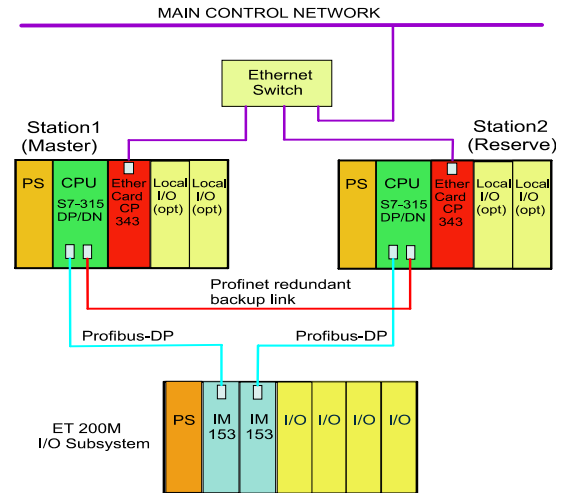 MAIN CONTROL NETWORK
Ethernet
Switch
Station1
(Master)
Station2
(Reserve)
PS
CPU
S7-315
DP/DN
Ether
Card
CP
343
Local
I/O
(opt)
Local
I/O
(opt)
PS
CPU
S7-315
DP/DN
Ether
Card
CP
343
Local
I/O
(opt)
Local
I/O
(opt)
Profinet redundant
backup link
Profibus-DP
Profibus-DP
ET 200M
I/O Subsystem
PS
IM
153
IM
153
I/O
I/O
I/O
I/O